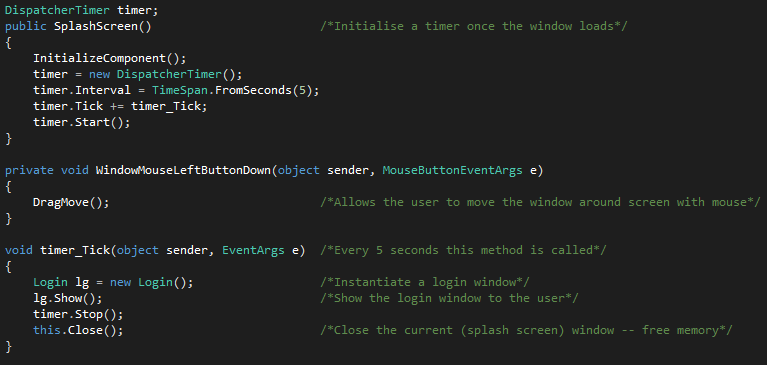 DispatcherTimer timer;
public SplashScreen() /*Initialise a timer once the window loads*/
{
InitializeComponent();
timer = new DispatcherTimer();
timer.Interval = TimeSpan.FromSeconds(5);
timer.Tick += timer_Tick;
timer.Start();
}
private void WindowMouseLeftButtonDown(object sender, MouseButtonEventArgs e)
{
DragMove(); /*Allows the user to move the window around screen with mouse*/
}
void timer_Tick(object sender, EventArgs e) /*Every 5 seconds this method is called*/
{
Login lg = new Login(); /*Instantiate a login window*/
lg.Show(); /*Show the login window to the user*/
timer.Stop();
this.Close(); /*Close the current (splash screen) window -- free memory*/
}